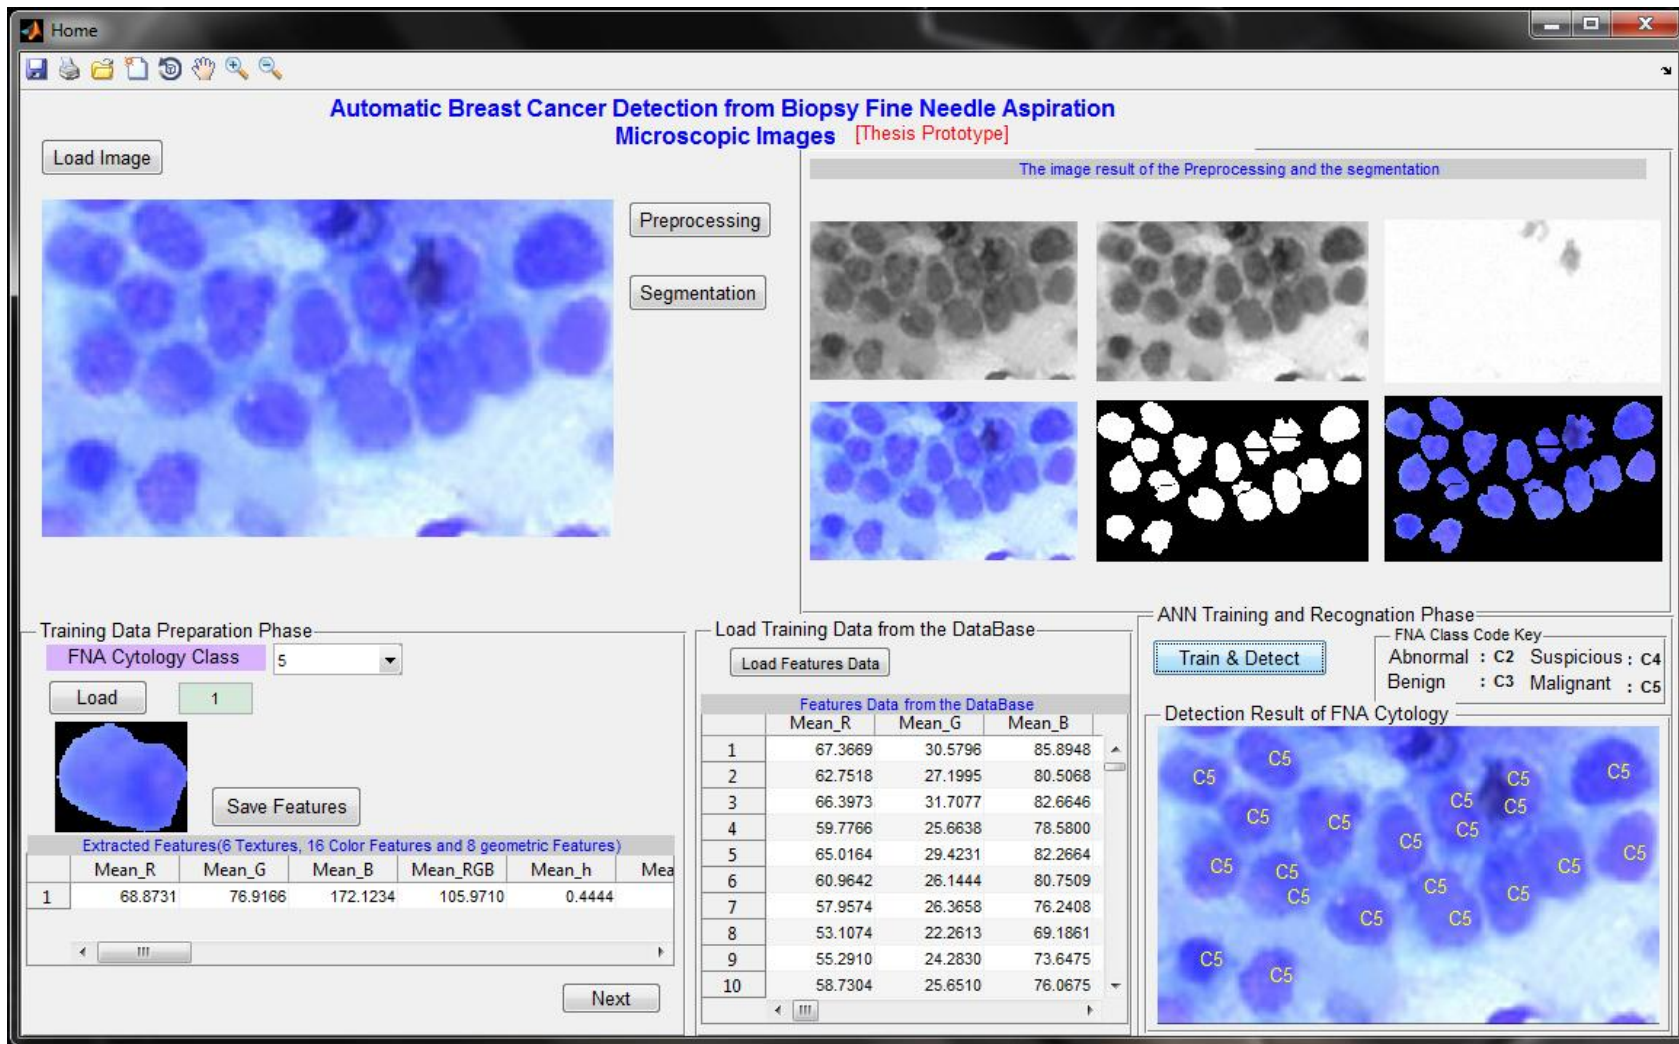 Home
Automatic Breast Cancer Detection from Biopsy Fine Needle Aspiration
Microscopic Images [Thesis Prototype]
Load Image
Preprocessing
Segmentation
The image result of the Preprocessing and the segmentation
Training Data Preparation Phase
FNA Cytology Class 5
Load 1
Save Features
Extracted Features(6 Textures, 16 Color Features and 8 geometric Features)
Mean_R Mean_G Mean_B Mean_RGB Mean_h Mea
1 68.8731 76.9166 172.1234 105.9710 0.4444
Next
Load Training Data from the DataBase
Load Features Data
Features Data from the DataBase
Mean_R Mean_G Mean_B
1 67.3669 30.5796 85.8948
2 62.7518 27.1995 80.5068
3 66.3973 31.7077 82.6646
4 59.7766 25.6638 78.5800
5 65.0164 29.4231 82.2664
6 60.9642 26.1444 80.7509
7 57.9574 26.3658 76.2408
8 53.1074 22.2613 69.1861
9 55.2910 24.2830 73.6475
10 58.7304 25.6510 76.0675
ANN Training and Recognation Phase
Train & Detect
FNA Class Code Key
Abnormal : C2 Suspicious : C4
Benign : C3 Malignant : C5
Detection Result of FNA Cytology
C5
C5 C5 C5
C5 C5
C5 C5 C5
C5
C5 C5 C5
C5 C5
C5 C5
C5 C5
C5
C5